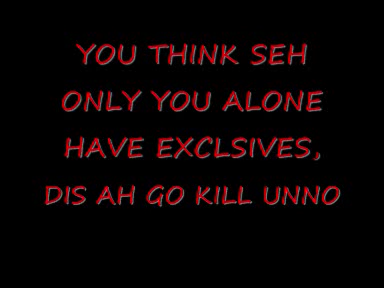 YOU THINK SEH
ONLY YOU ALONE
HAVE EXCLSIVES,
DIS AH GO KILL UNNO